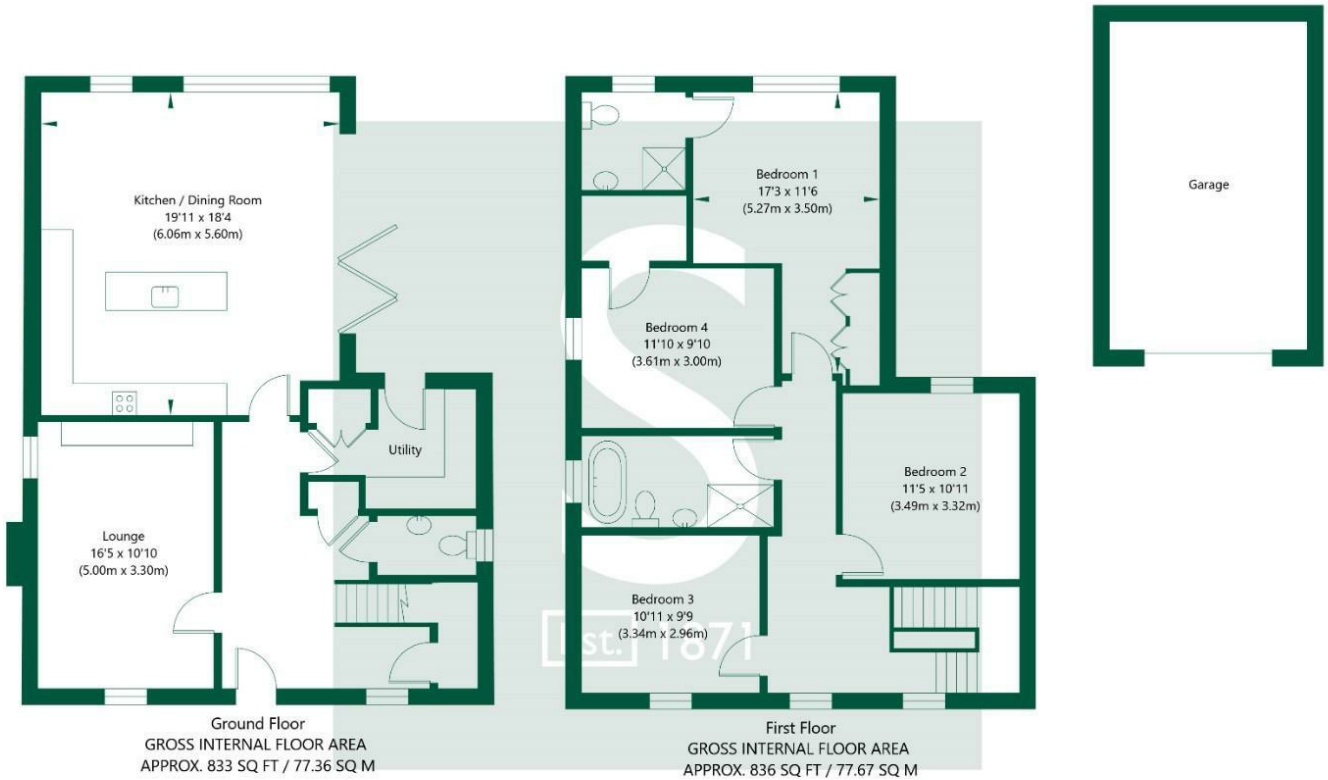 Kitchen / Dining Room
19'11 x 18'4
(6.06m x 5.60m)
Utility
Lounge
16'5 x 10'10
(5.00m x 3.30m)
Ground Floor
GROSS INTERNAL FLOOR AREA
APPROX. 833 SQ FT / 77.36 SQ M
Bedroom 1
17'3 x 11'6
(5.27m x 3.50m)
Bedroom 4
11'10 x 9'10
(3.61m x 3.00m)
Bedroom 2
11'5 x 10'11
(3.49m x 3.32m)
Bedroom 3
10'11 x 9'9
(3.34m x 2.96m)
First Floor
GROSS INTERNAL FLOOR AREA
APPROX. 836 SQ FT / 77.67 SQ M
Garage
S
Est. 1871